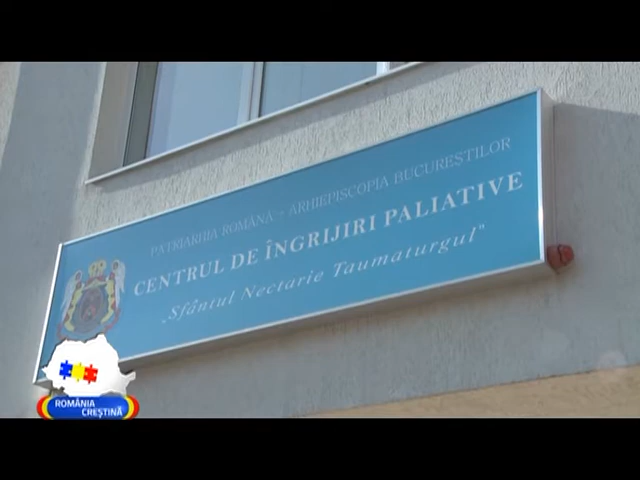 PATRIARHIA ROMÂNĂ - ARHIEPISCOPIA BUCUREȘTILOR
CENTRUL DE ÎNGRIJIRI PALIATIVE
„Sfântul Nectarie Taumaturgul”
ROMÂNIA
CREȘTINĂ